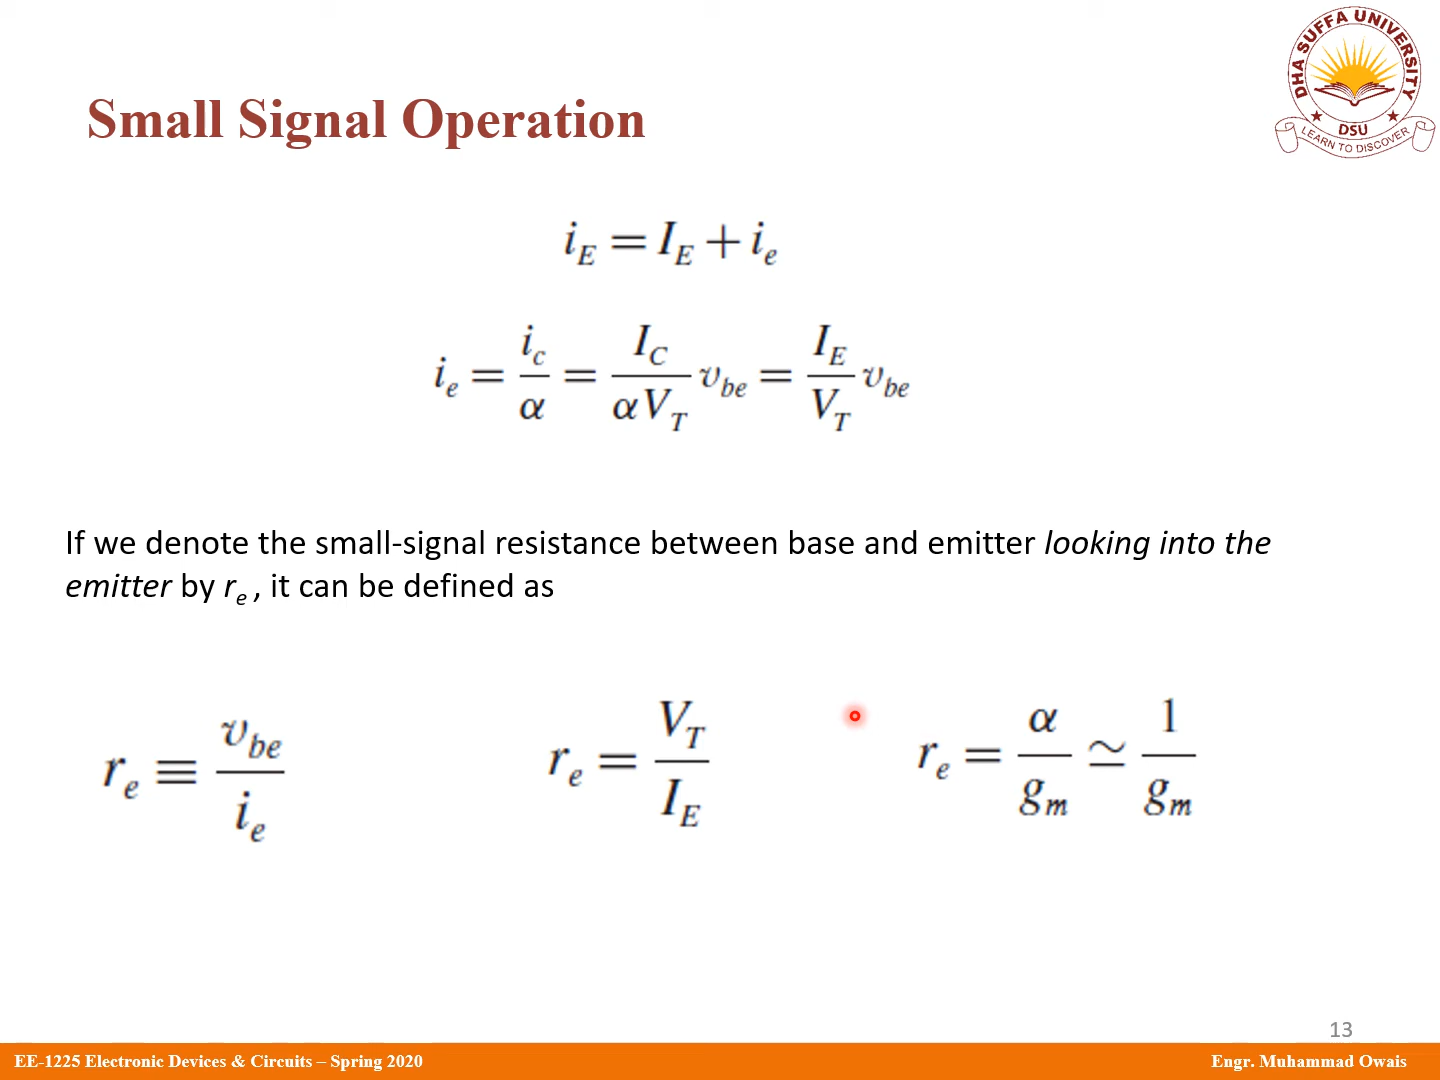 DHA SUFFA UNIVERSITY
DSU
LEARN TO DISCOVER
Small Signal Operation
i_E = I_E + i_e
i_e = i_c/α = I_C/(αV_T) v_be = I_E/V_T v_be
If we denote the small-signal resistance between base and emitter looking into the
emitter by r_e , it can be defined as
r_e ≡ v_be/i_e
r_e = V_T/I_E
r_e = α/g_m ≃ 1/g_m
13
EE-1225 Electronic Devices & Circuits – Spring 2020
Engr. Muhammad Owais